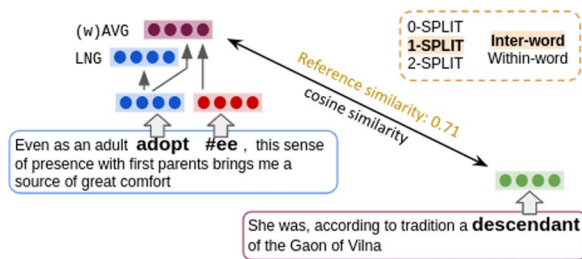 (w)AVG
LNG
0-SPLIT
1-SPLIT
2-SPLIT
Inter-word
Within-word
Reference similarity: 0.71
cosine similarity
Even as an adult adopt #ee , this sense
of presence with first parents brings me a
source of great comfort
She was, according to tradition a descendant
of the Gaon of Vilna